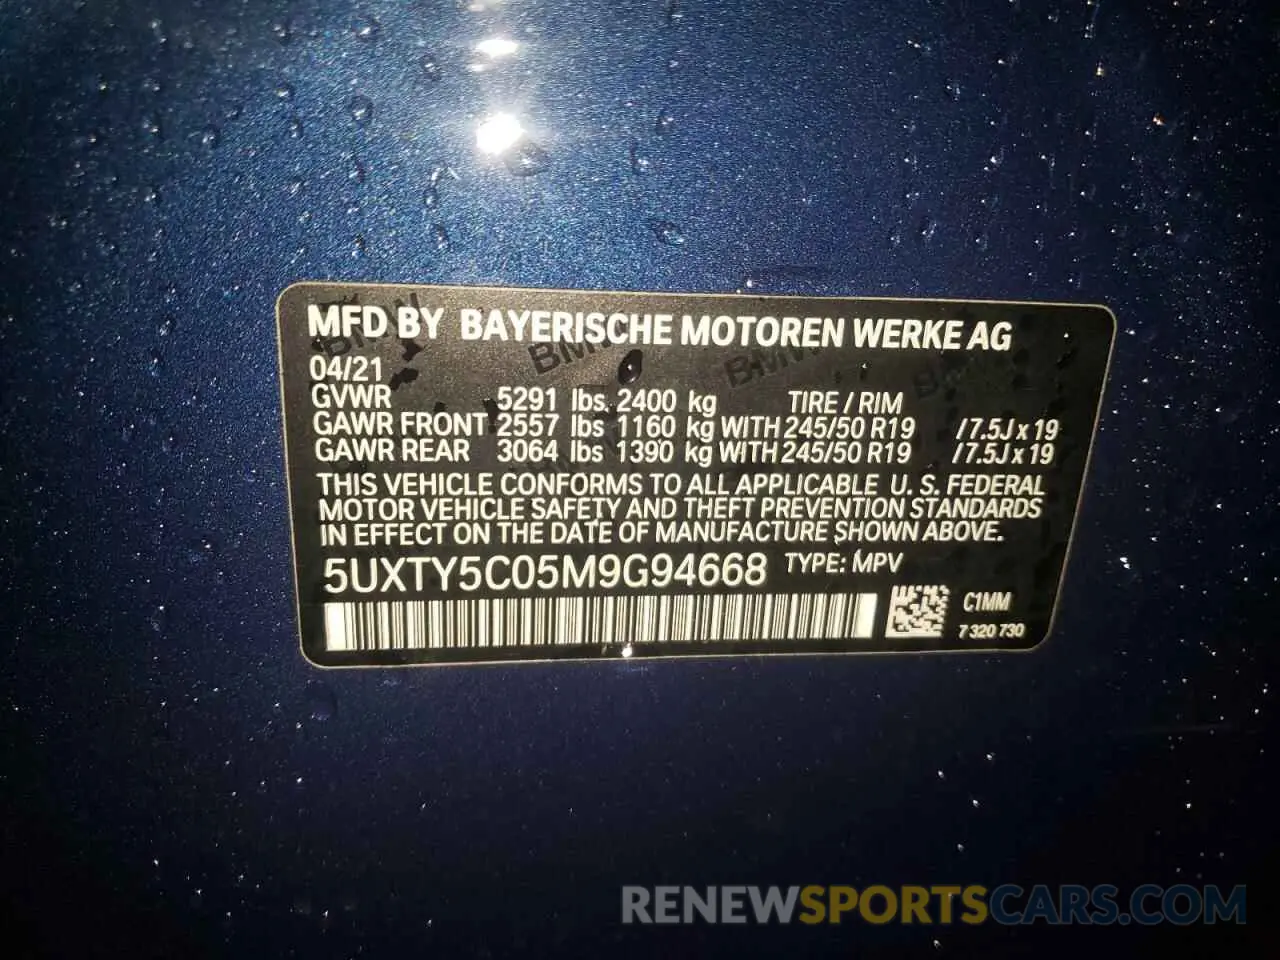 MFD BY BAYERISCHE MOTOREN WERKE AG
04/21
GVWR 5291 lbs 2400 kg TIRE / RIM
GAWR FRONT 2557 lbs 1160 kg WITH 245/50 R19 /7.5J x 19
GAWR REAR 3064 lbs 1390 kg WITH 245/50 R19 /7.5J x 19
THIS VEHICLE CONFORMS TO ALL APPLICABLE U. S. FEDERAL
MOTOR VEHICLE SAFETY AND THEFT PREVENTION STANDARDS
IN EFFECT ON THE DATE OF MANUFACTURE SHOWN ABOVE.
5UXTY5C05M9G94668 TYPE: MPV
C1MM
7 320 730
RENEWSPORTSCARS.COM